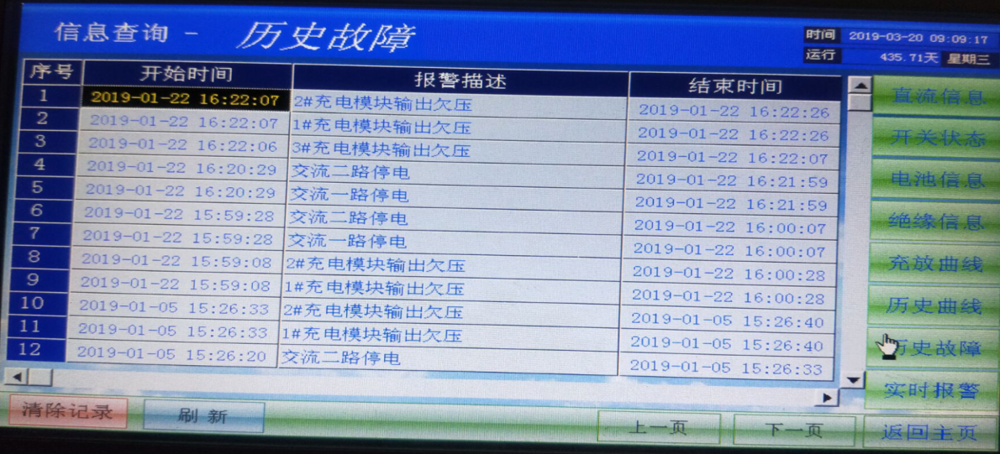 信息查询 - 历史故障
时间 2019-03-20 09:09:17
运行 435.71天 星期三
序号 开始时间 报警描述 结束时间
1 2019-01-22 16:22:07 2#充电模块输出欠压 2019-01-22 16:22:26
2 2019-01-22 16:22:07 1#充电模块输出欠压 2019-01-22 16:22:26
3 2019-01-22 16:22:06 3#充电模块输出欠压 2019-01-22 16:22:07
4 2019-01-22 16:20:29 交流二路停电 2019-01-22 16:21:59
5 2019-01-22 16:20:29 交流一路停电 2019-01-22 16:21:59
6 2019-01-22 15:59:28 交流二路停电 2019-01-22 16:00:07
7 2019-01-22 15:59:28 交流一路停电 2019-01-22 16:00:07
8 2019-01-22 15:59:08 2#充电模块输出欠压 2019-01-22 16:00:28
9 2019-01-22 15:59:08 1#充电模块输出欠压 2019-01-22 16:00:28
10 2019-01-05 15:26:33 2#充电模块输出欠压 2019-01-05 15:26:40
11 2019-01-05 15:26:33 1#充电模块输出欠压 2019-01-05 15:26:40
12 2019-01-05 15:26:20 交流二路停电 2019-01-05 15:26:33
直流信息
开关状态
电池信息
绝缘信息
充放曲线
历史曲线
历史故障
实时报警
清除记录 刷新 上一页 下一页 返回主页